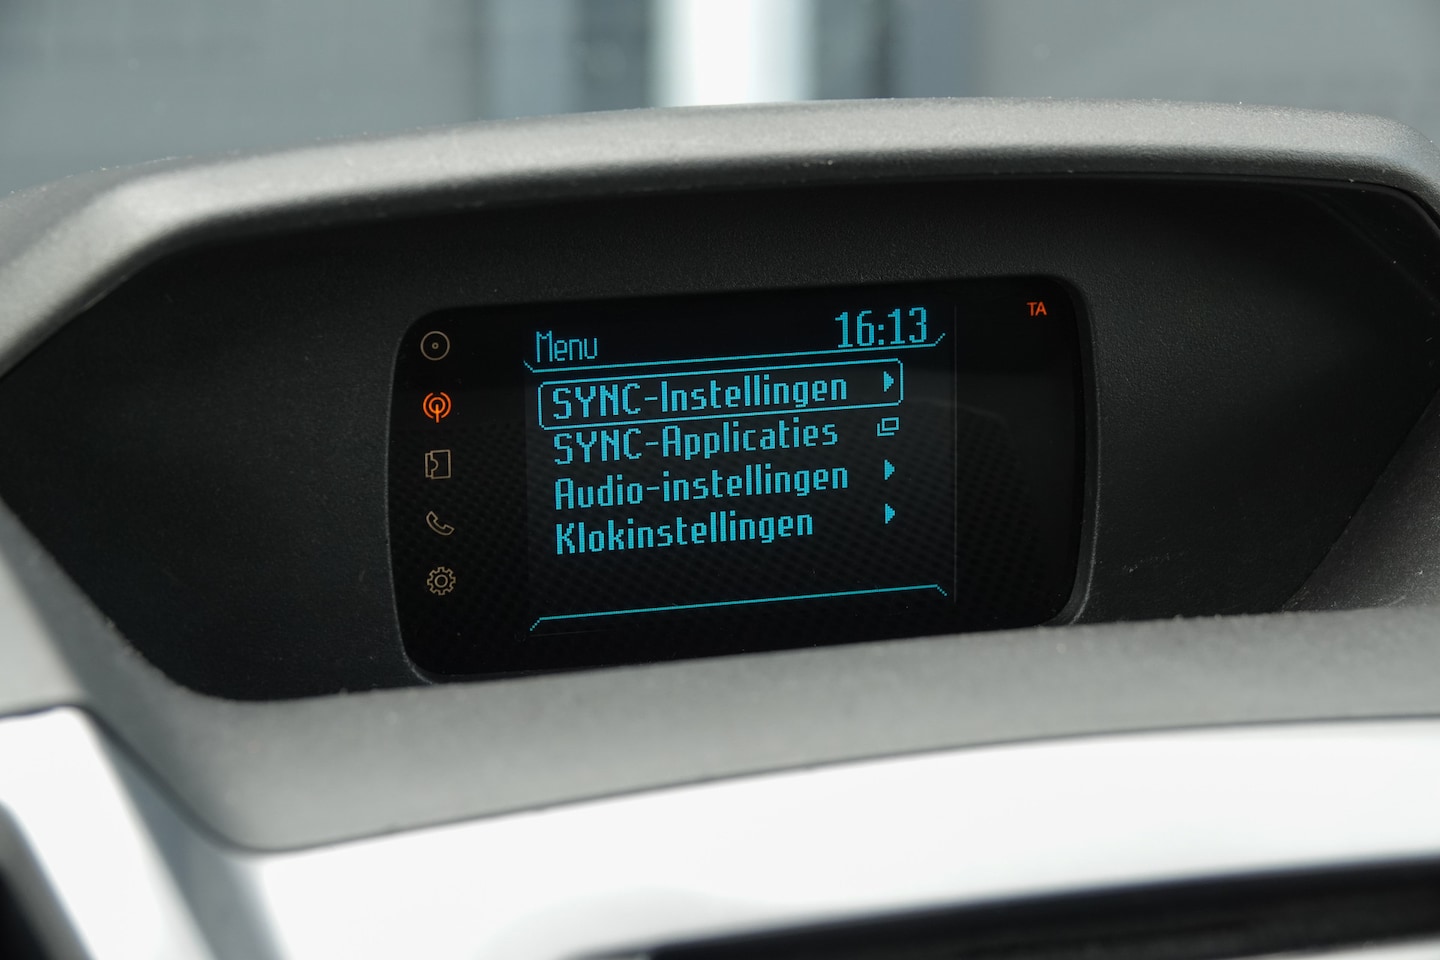 Menu 16:13
TA
SYNC-Instellingen
SYNC-Applicaties
Audio-instellingen
Klokinstellingen